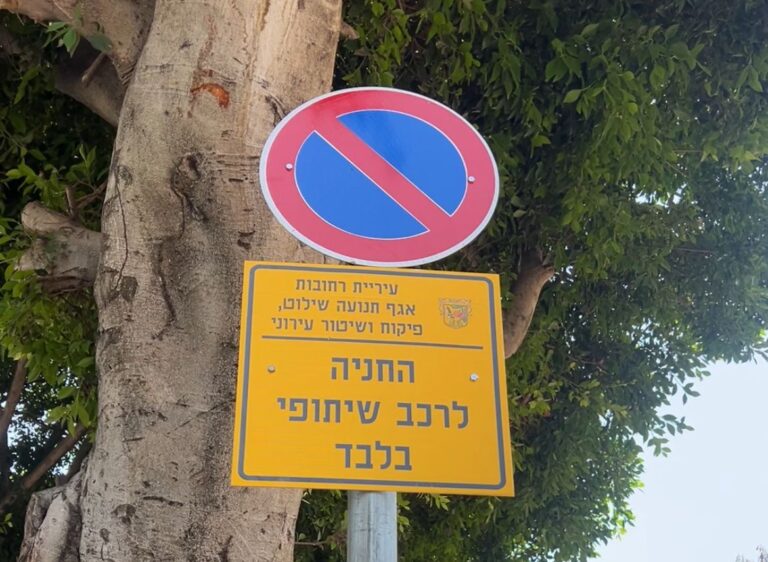 עיריית רחובות
אגף תנועה שילוט,
פיקוח ושיטור עירוני
החניה
לרכב שיתופי
בלבד